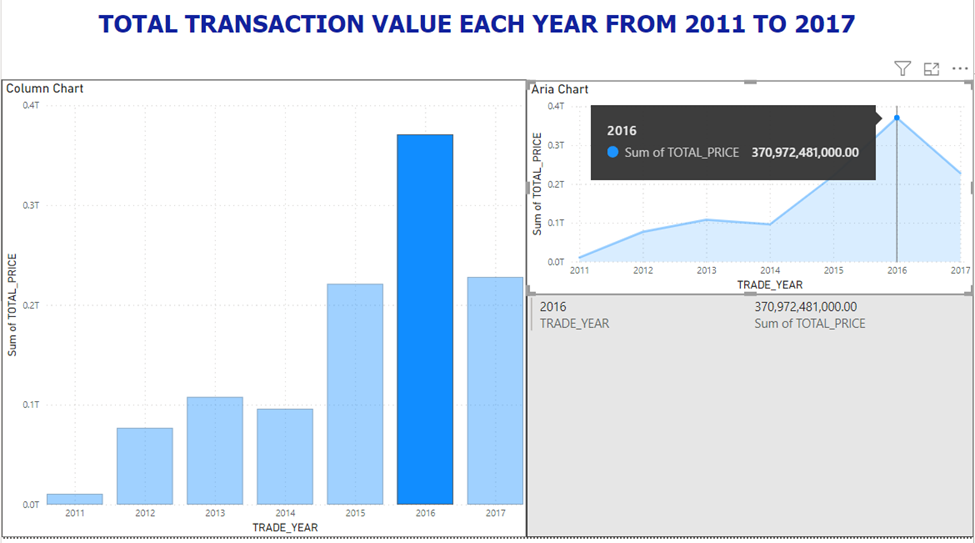 TOTAL TRANSACTION VALUE EACH YEAR FROM 2011 TO 2017
Column Chart
0.4T
0.3T
0.2T
0.1T
0.0T
Sum of TOTAL_PRICE
2011 2012 2013 2014 2015 2016 2017
TRADE_YEAR
Aria Chart
0.4T
0.3T
0.2T
0.1T
0.0T
Sum of TOTAL_PRICE
2016
Sum of TOTAL_PRICE 370,972,481,000.00
2011 2012 2013 2014 2015 2016 2017
TRADE_YEAR
2016 370,972,481,000.00
TRADE_YEAR Sum of TOTAL_PRICE